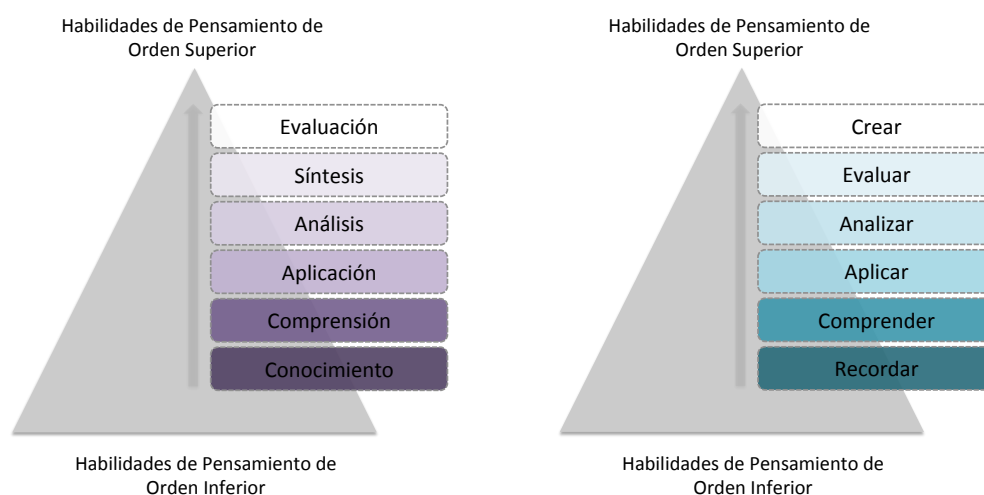 Habilidades de Pensamiento de
Orden Superior
Evaluación
Síntesis
Análisis
Aplicación
Comprensión
Conocimiento
Habilidades de Pensamiento de
Orden Inferior
Habilidades de Pensamiento de
Orden Superior
Crear
Evaluar
Analizar
Aplicar
Comprender
Recordar
Habilidades de Pensamiento de
Orden Inferior